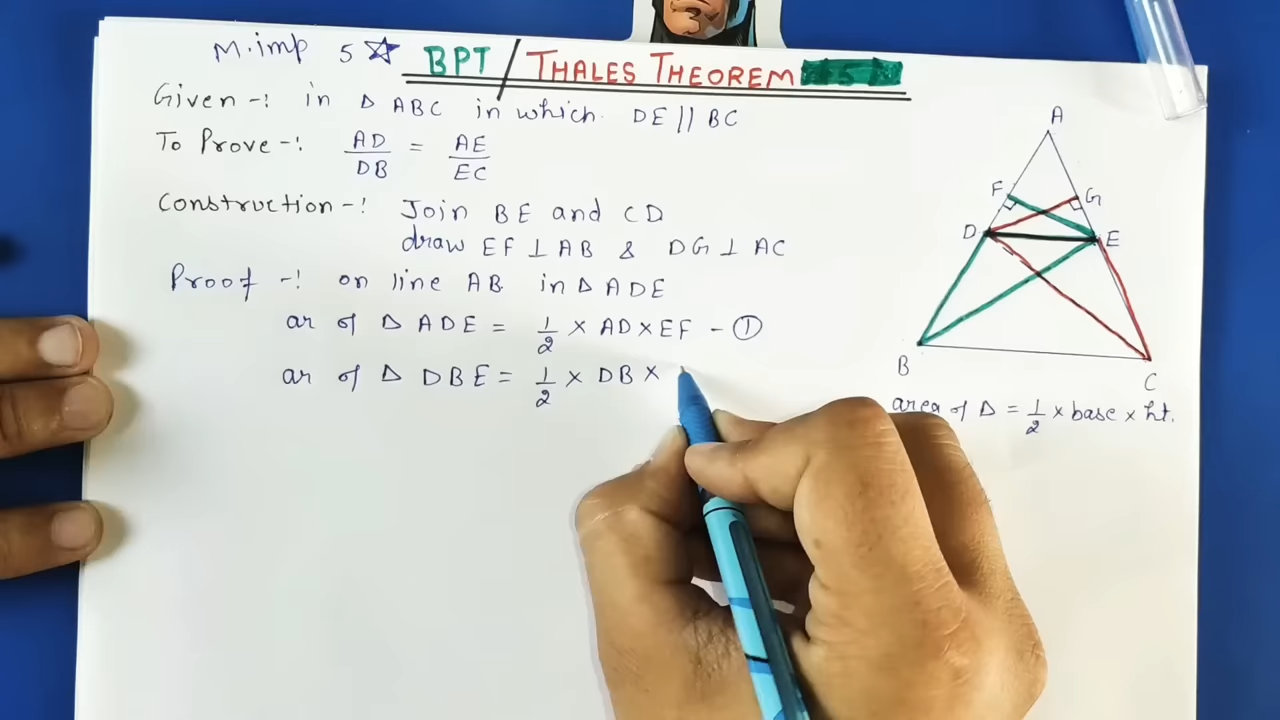 M.imp 5☆ BPT / THALES THEOREM
Given -: in Δ ABC in which. DE // BC
To Prove -: AD/DB = AE/EC
Construction -: Join BE and CD
draw EF ⊥ AB & DG ⊥ AC
Proof -: on line AB in Δ ADE
ar of Δ ADE = 1/2 × AD × EF - ①
ar of Δ DBE = 1/2 × DB ×
A
F G
D E
B C
area of Δ = 1/2 × base × ht.